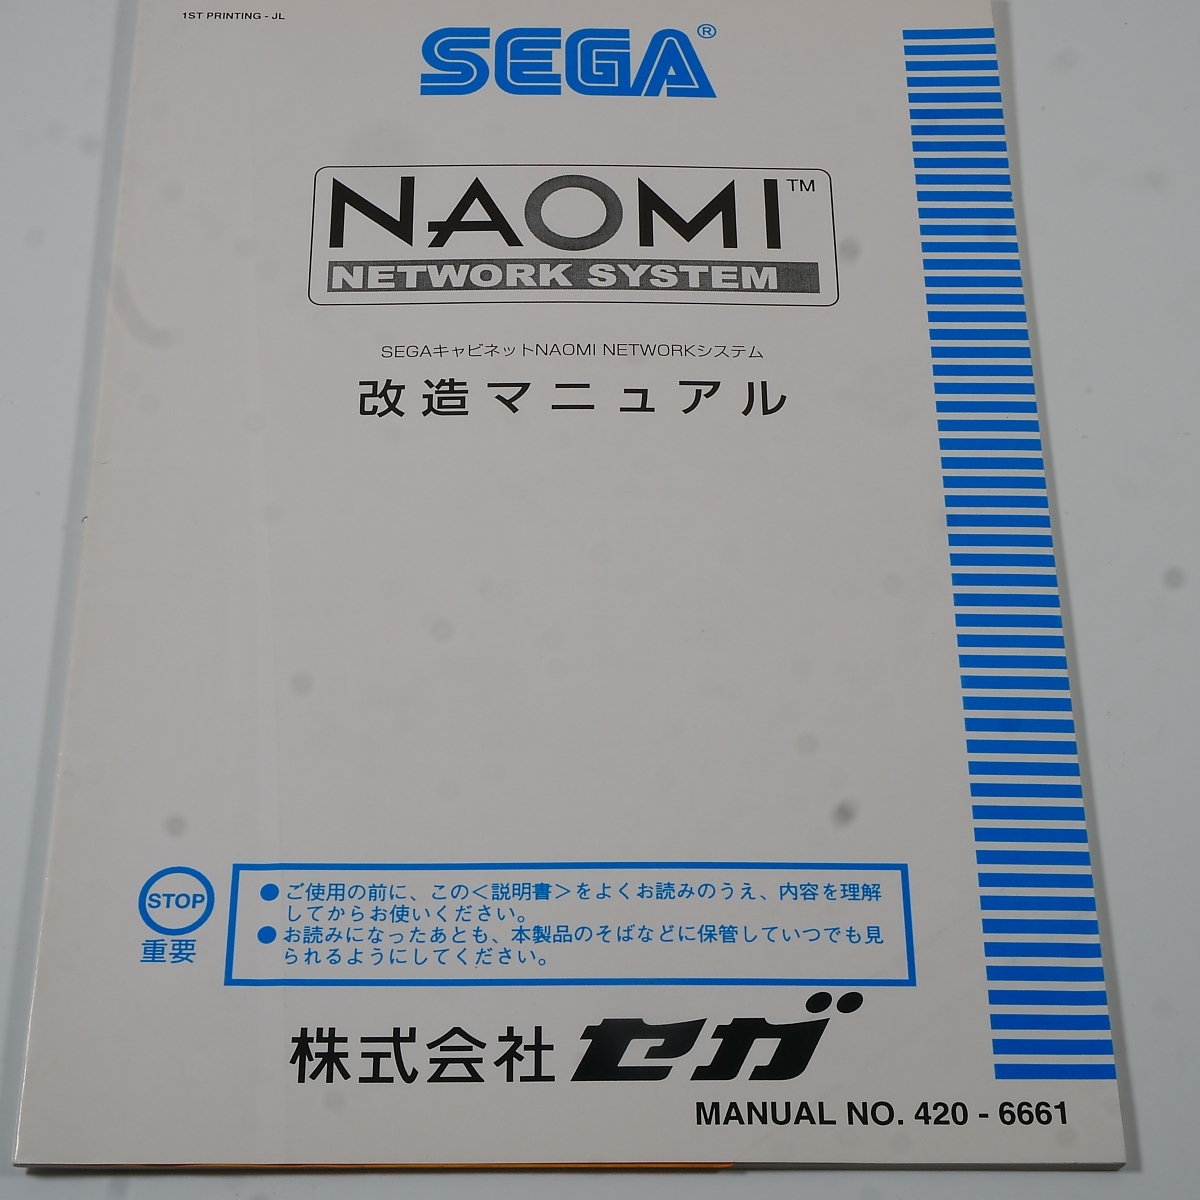 1ST PRINTING - JL
SEGA®
NAOMI™
NETWORK SYSTEM
SEGAキャビネットNAOMI NETWORKシステム
改造マニュアル
STOP
重要
●ご使用の前に、この＜説明書＞をよくお読みのうえ、内容を理解
してからお使いください。
●お読みになったあとも、本製品のそばなどに保管していつでも見
られるようにしてください。
株式会社セガ
MANUAL NO. 420 - 6661